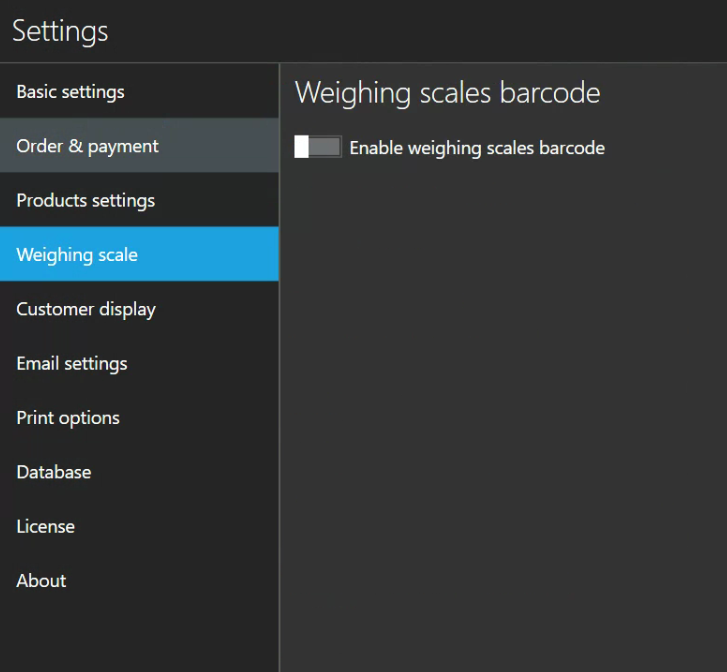 Settings
Basic settings
Order & payment
Products settings
Weighing scale
Customer display
Email settings
Print options
Database
License
About
Weighing scales barcode
Enable weighing scales barcode